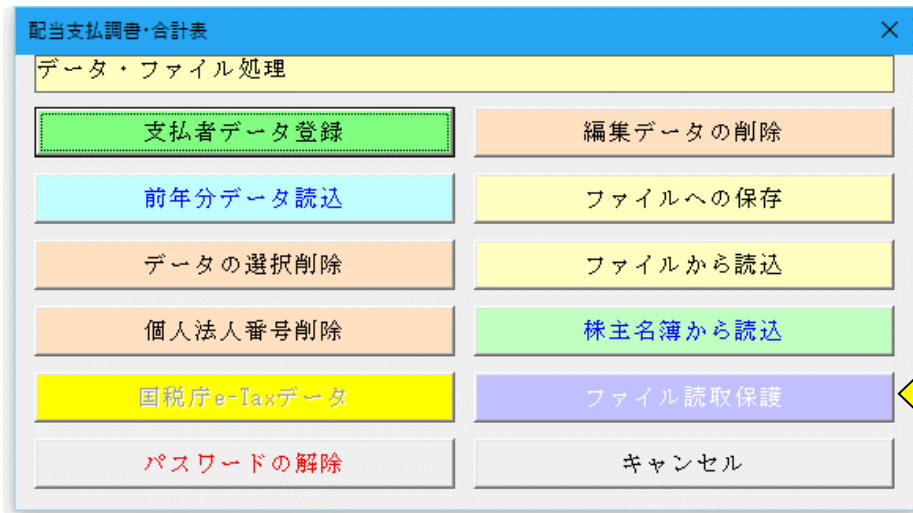 配当支払調書･合計表
データ・ファイル処理
支払者データ登録
編集データの削除
前年分データ読込
ファイルへの保存
データの選択削除
ファイルから読込
個人法人番号削除
株主名簿から読込
国税庁e-Taxデータ
ファイル読取保護
パスワードの解除
キャンセル